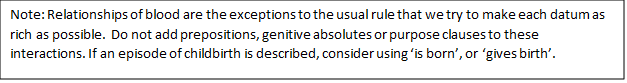 Note: Relationships of blood are the exceptions to the usual rule that we try to make each datum as
rich as possible.  Do not add prepositions, genitive absolutes or purpose clauses to these
interactions. If an episode of childbirth is described, consider using ‘is born’, or ‘gives birth’.